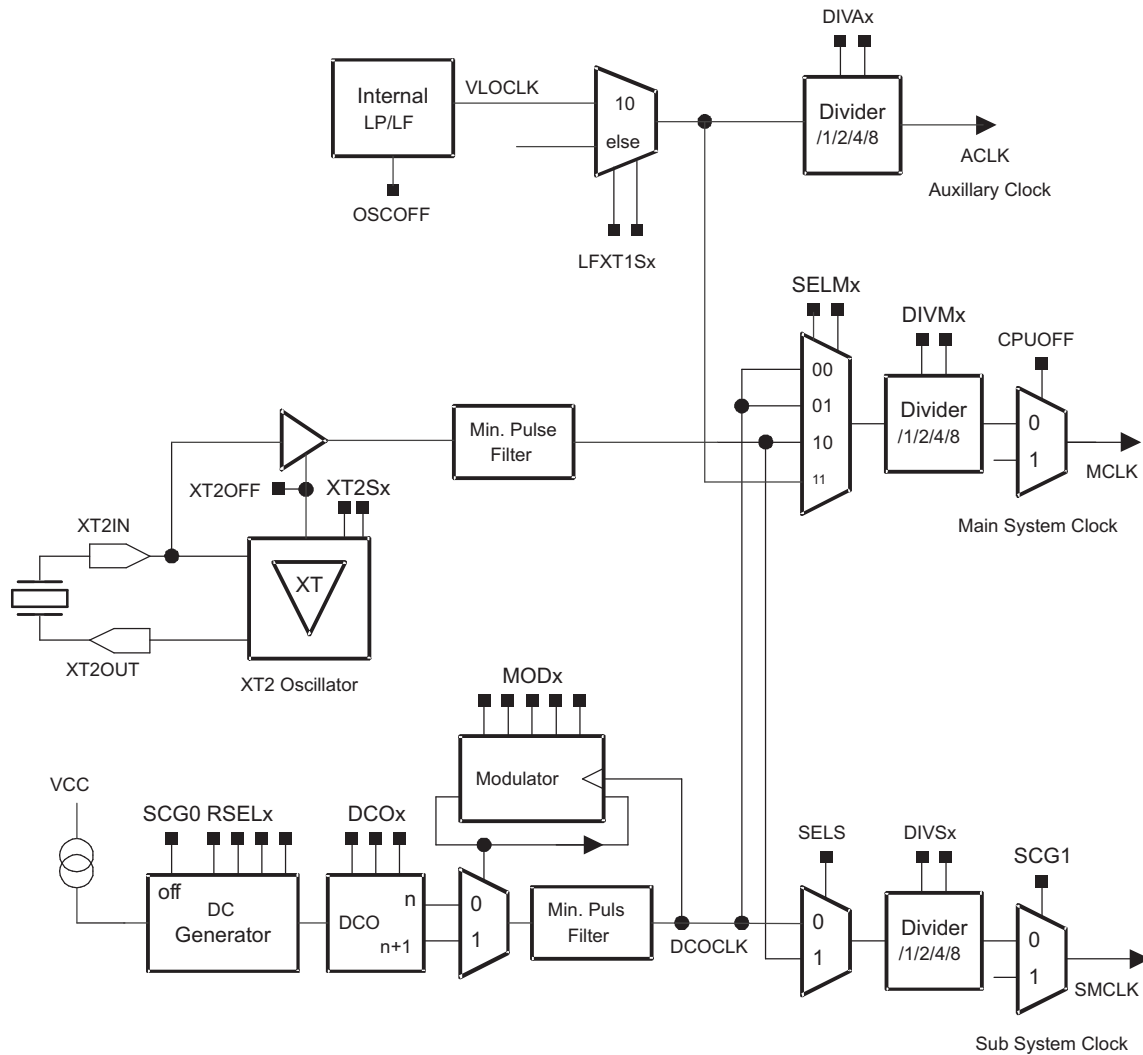 DIVAx
Internal
LP/LF
VLOCLK
10
else
Divider
/1/2/4/8
ACLK
Auxillary Clock
OSCOFF
LFXT1Sx
SELMx
DIVMx
CPUOFF
00
01
10
11
Divider
/1/2/4/8
0
1
MCLK
Main System Clock
Min. Pulse
Filter
XT2OFF
XT2Sx
XT2IN
XT
XT2OUT
XT2 Oscillator
MODx
Modulator
VCC
SCG0 RSELx
DCOx
off
DC
Generator
DCO
n
n+1
0
1
Min. Puls
Filter
DCOCLK
SELS
DIVSx
SCG1
0
1
Divider
/1/2/4/8
0
1
SMCLK
Sub System Clock